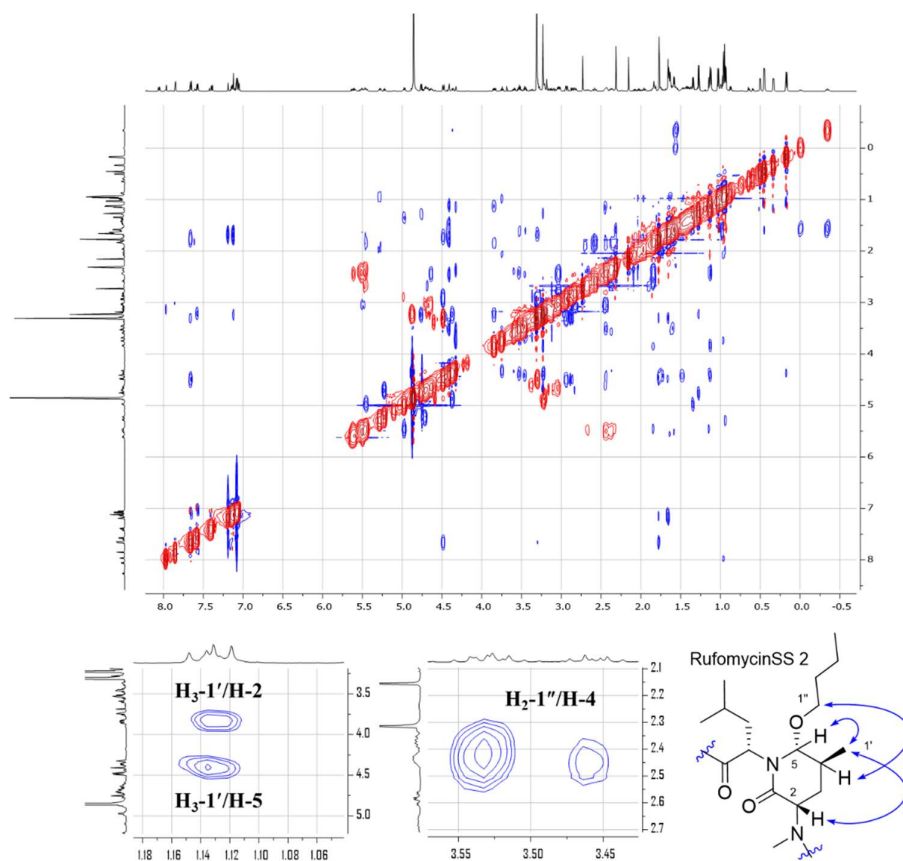 0
1
2
3
4
5
6
7
8
8.0 7.5 7.0 6.5 6.0 5.5 5.0 4.5 4.0 3.5 3.0 2.5 2.0 1.5 1.0 0.5 0.0 -0.5
H₃-1′/H-2
H₃-1′/H-5
3.5
4.0
4.5
5.0
1.18 1.16 1.14 1.12 1.10 1.08 1.06 1.04
H₂-1″/H-4
2.1
2.2
2.3
2.4
2.5
2.6
2.7
3.55 3.50 3.45
RufomycinSS 2
1″
O
H
1′
N
5
H
O
2
H
N